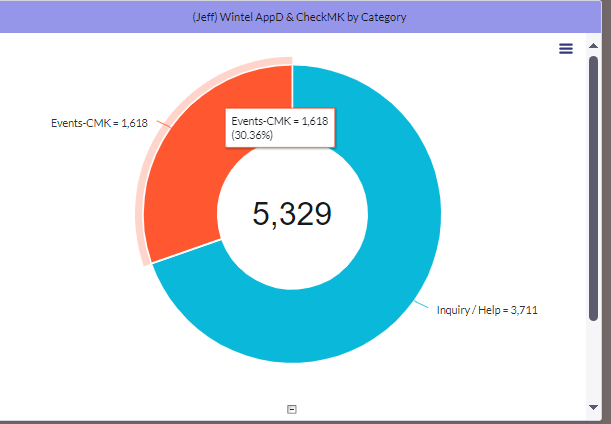 (Jeff) Wintel AppD & CheckMK by Category
Events-CMK = 1,618
Events-CMK = 1,618
(30.36%)
5,329
Inquiry / Help = 3,711